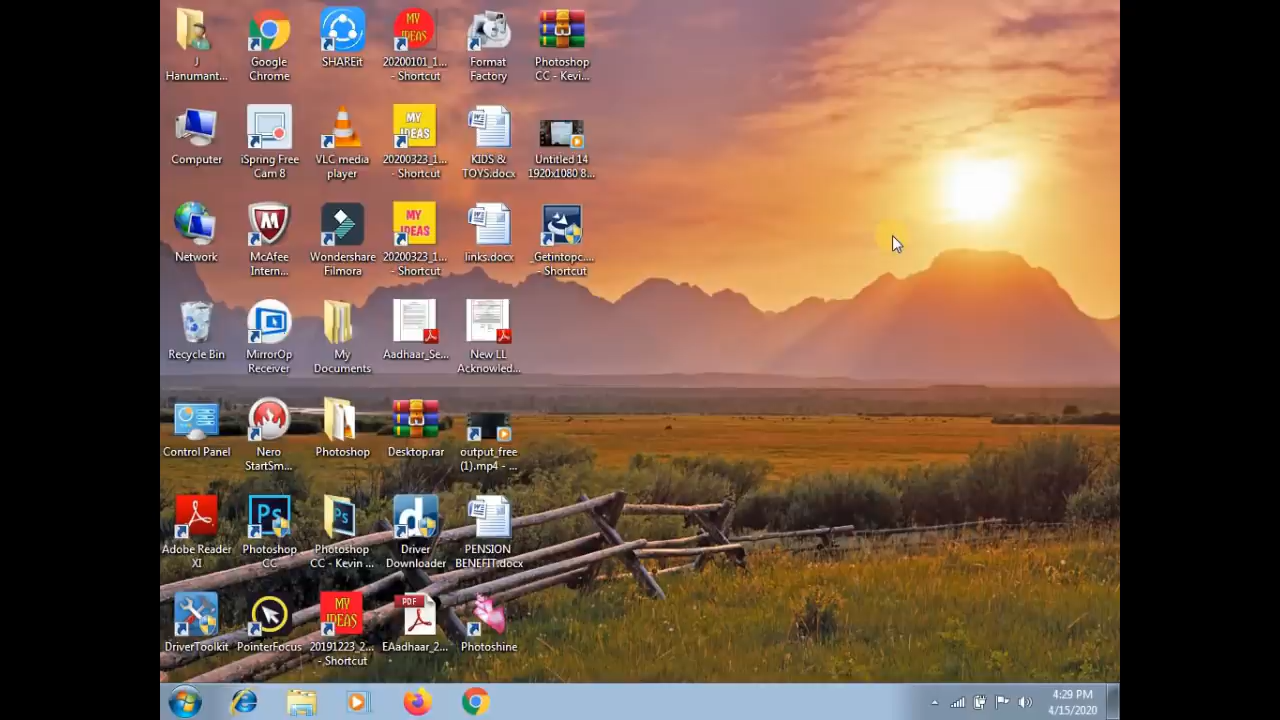 J
Hanumant...
Google
Chrome
SHAREit
MY
IDEAS
20200101_1...
- Shortcut
Format
Factory
Photoshop
CC - Kevi...
Computer
iSpring Free
Cam 8
VLC media
player
MY
IDEAS
20200323_1...
- Shortcut
KIDS &
TOYS.docx
Untitled 14
1920x1080 8...
Network
McAfee
Intern...
Wondershare
Filmora
MY
IDEAS
20200323_1...
- Shortcut
links.docx
_Getintopc....
- Shortcut
Recycle Bin
MirrorOp
Receiver
My
Documents
Aadhaar_Se...
New LL
Acknowled...
Control Panel
Nero
StartSm...
Photoshop
Desktop.rar
output_free
(1).mp4 - ...
Adobe Reader
XI
Ps
Photoshop
CC
Ps
Photoshop
CC - Kevin ...
d
Driver
Downloader
PENSION
BENEFIT.docx
DriverToolkit
PointerFocus
MY
IDEAS
20191223_2...
- Shortcut
PDF
EAadhaar_2...
Photoshine
4:29 PM
4/15/2020